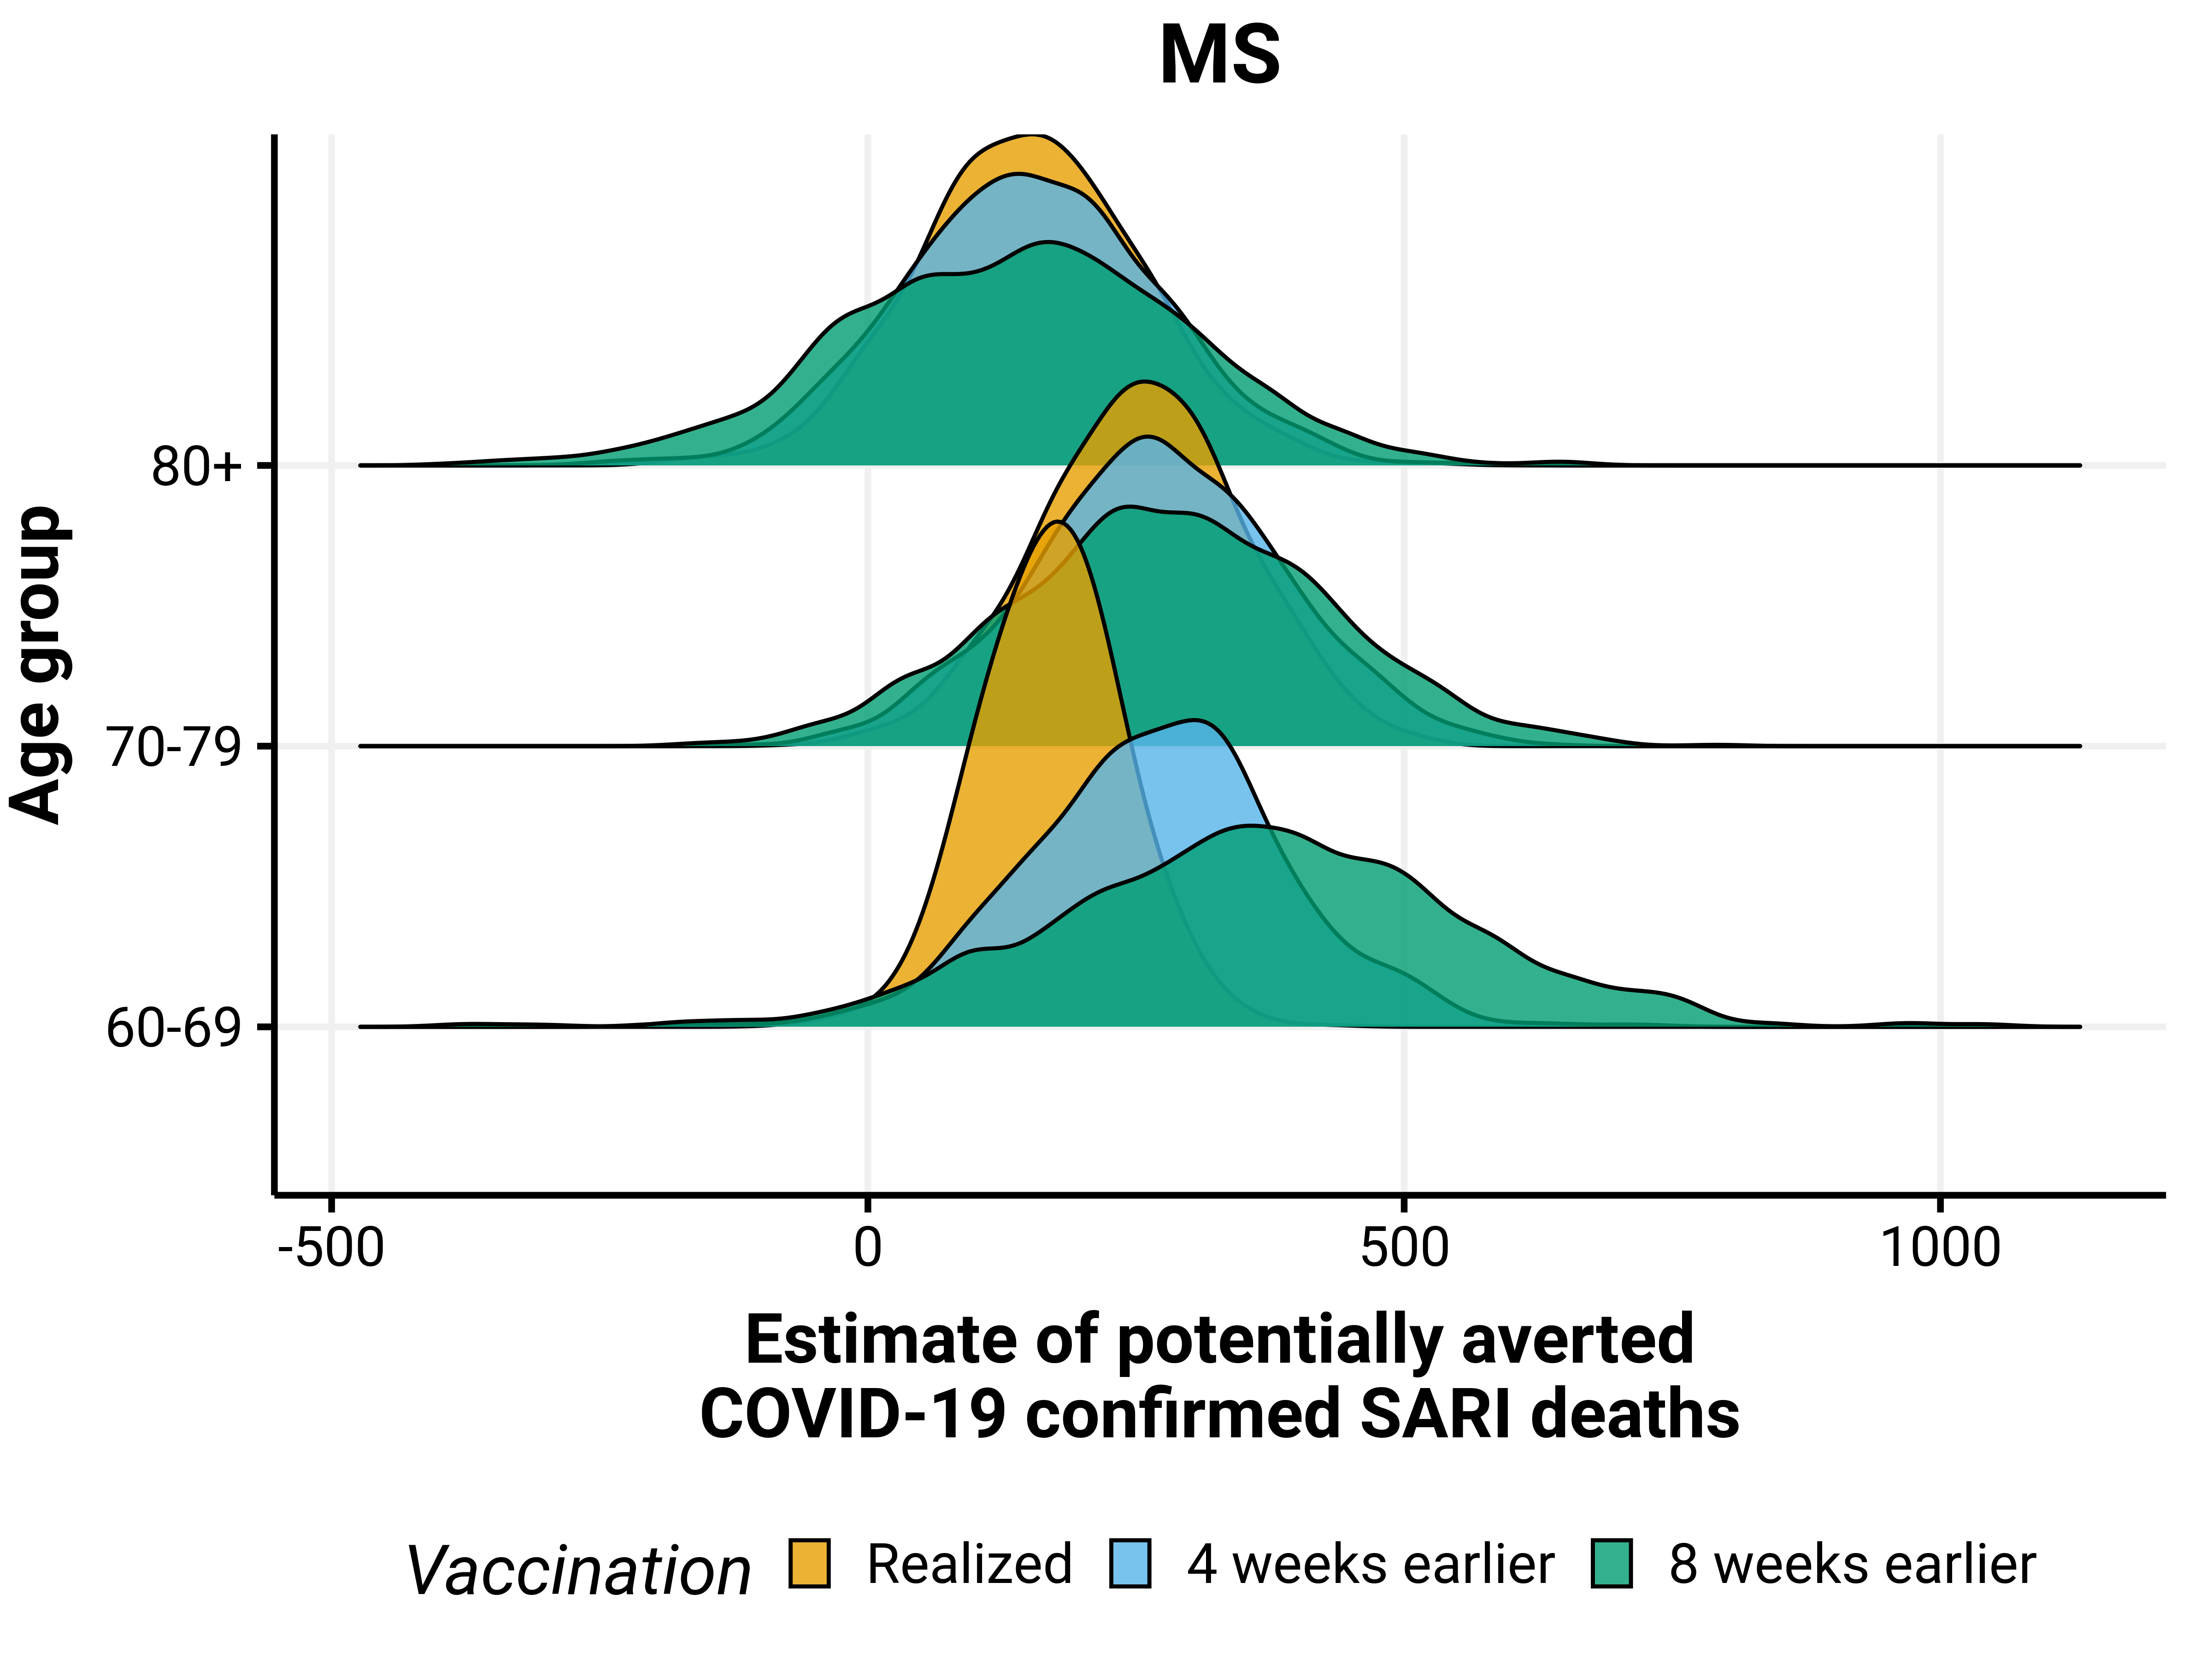 MS
Age group
80+
70-79
60-69
-500 0 500 1000
Estimate of potentially averted
COVID-19 confirmed SARI deaths
Vaccination Realized 4 weeks earlier 8 weeks earlier